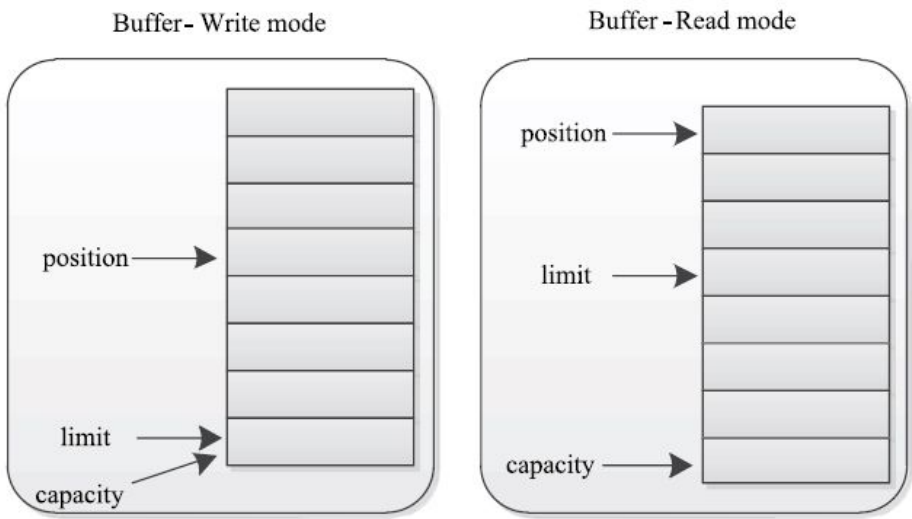 Buffer- Write mode
position
limit
capacity
Buffer-Read mode
position
limit
capacity